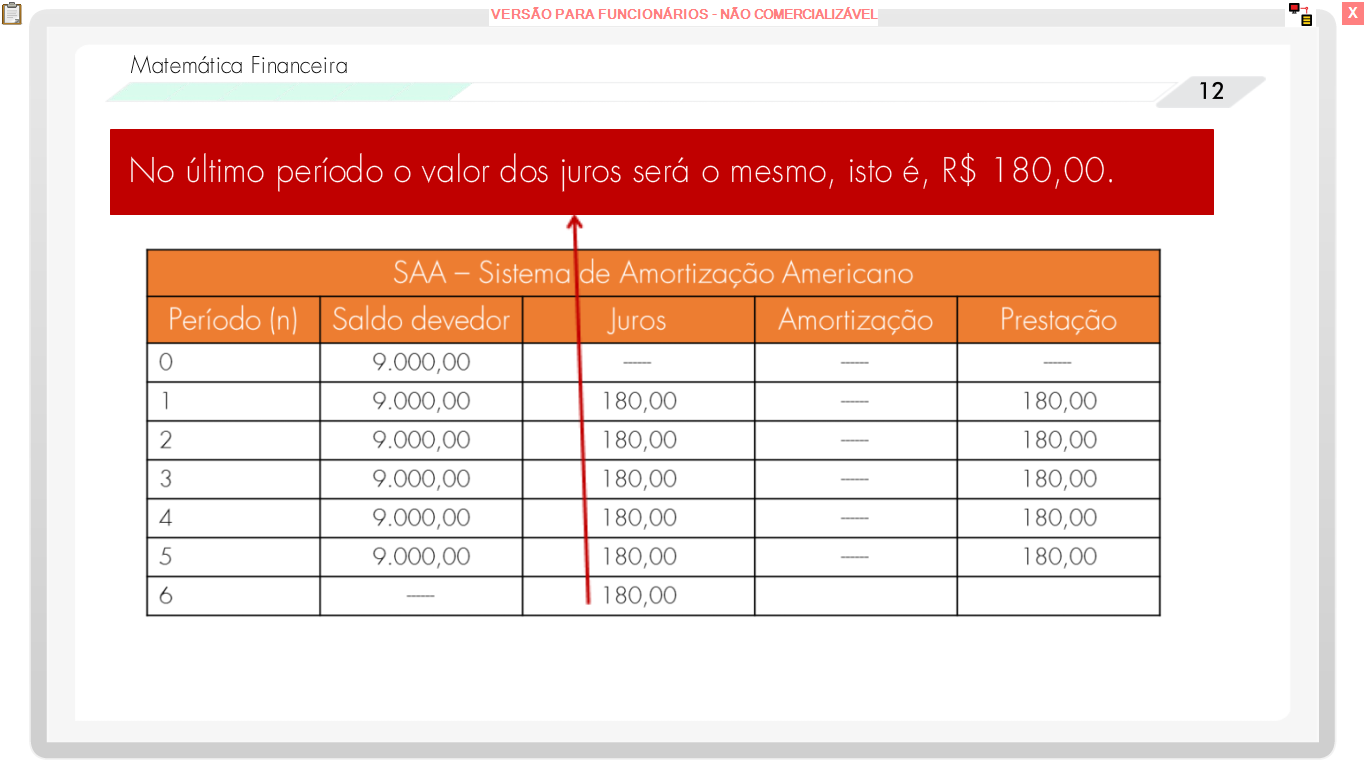 VERSÃO PARA FUNCIONÁRIOS - NÃO COMERCIALIZÁVEL
X
Matemática Financeira
12
No último período o valor dos juros será o mesmo, isto é, R$ 180,00.
SAA – Sistema de Amortização Americano
Período (n) Saldo devedor Juros Amortização Prestação
0 9.000,00 ------ ------ ------
1 9.000,00 180,00 ------ 180,00
2 9.000,00 180,00 ------ 180,00
3 9.000,00 180,00 ------ 180,00
4 9.000,00 180,00 ------ 180,00
5 9.000,00 180,00 ------ 180,00
6 ------ 180,00